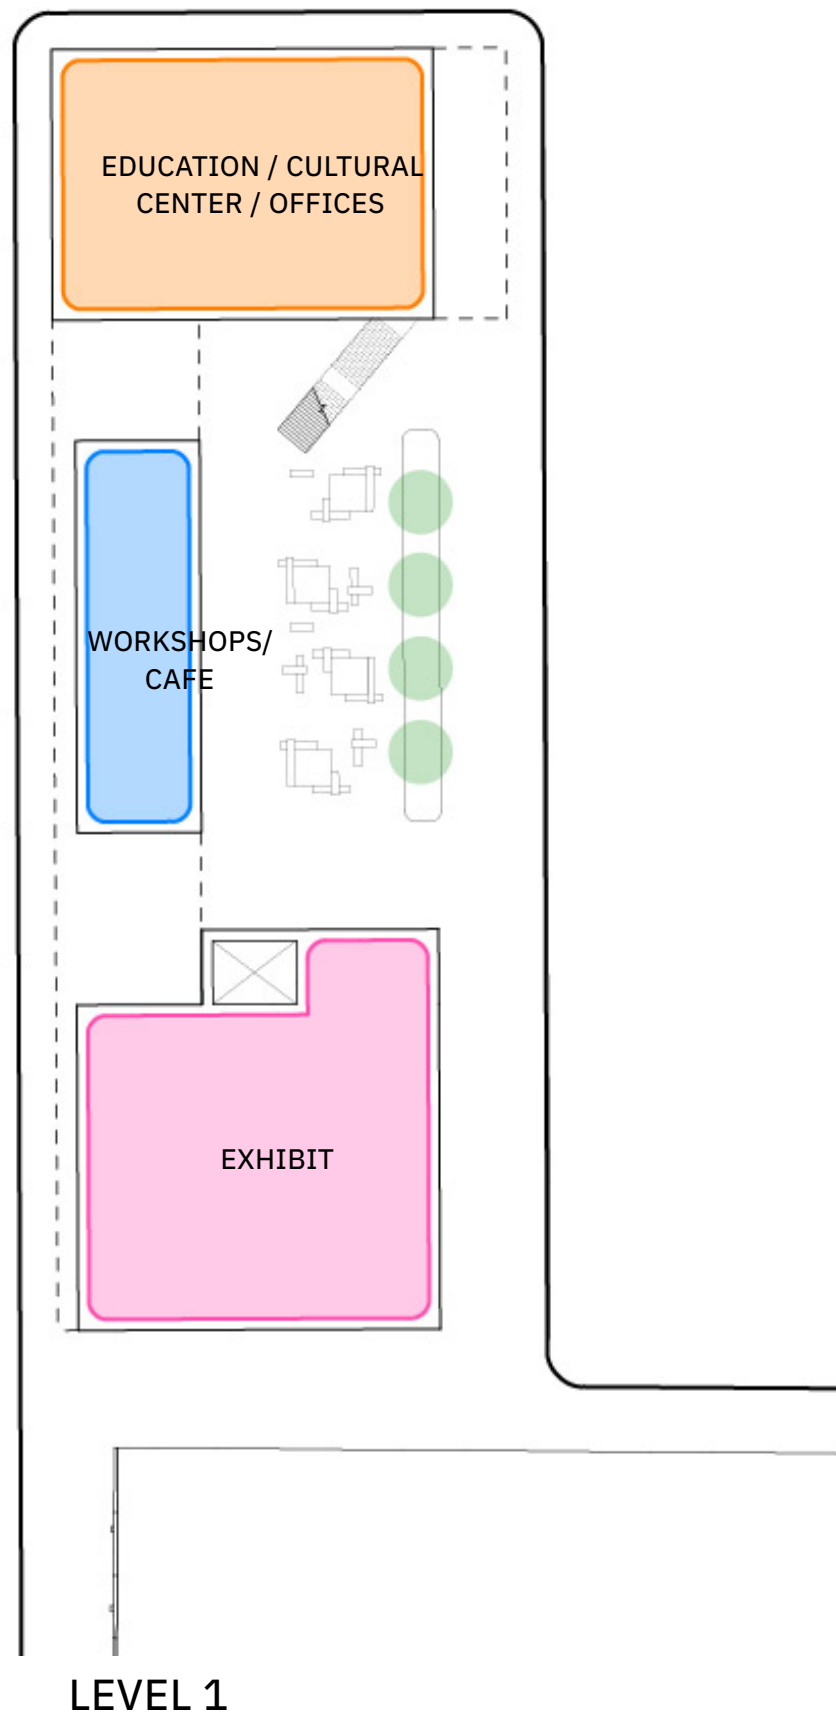 EDUCATION / CULTURAL
CENTER / OFFICES
WORKSHOPS/
CAFE
EXHIBIT
LEVEL 1